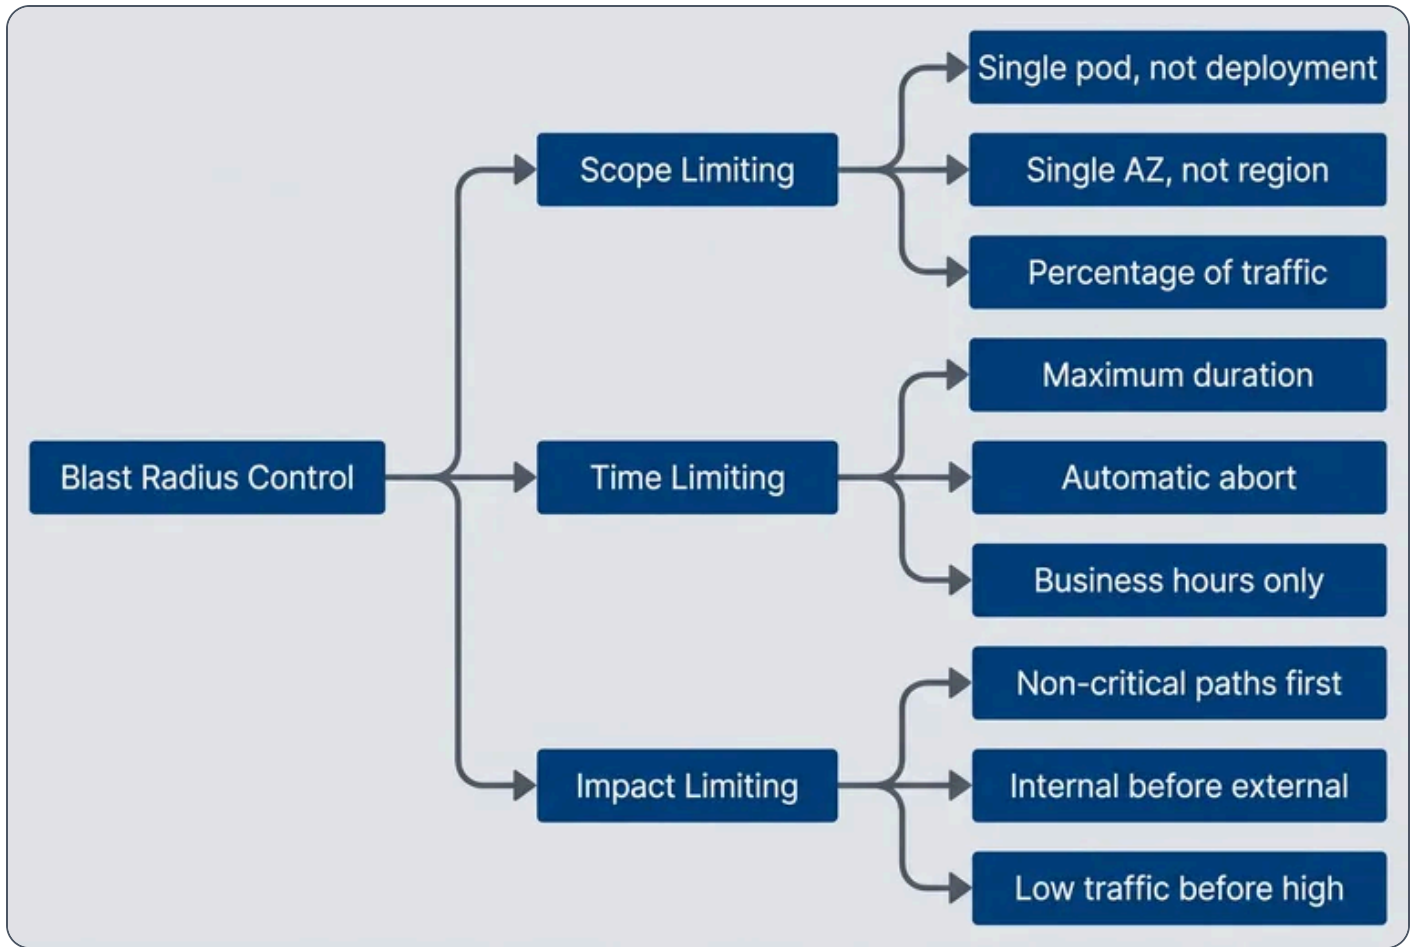 Blast Radius Control
Scope Limiting
Single pod, not deployment
Single AZ, not region
Percentage of traffic
Time Limiting
Maximum duration
Automatic abort
Business hours only
Impact Limiting
Non-critical paths first
Internal before external
Low traffic before high